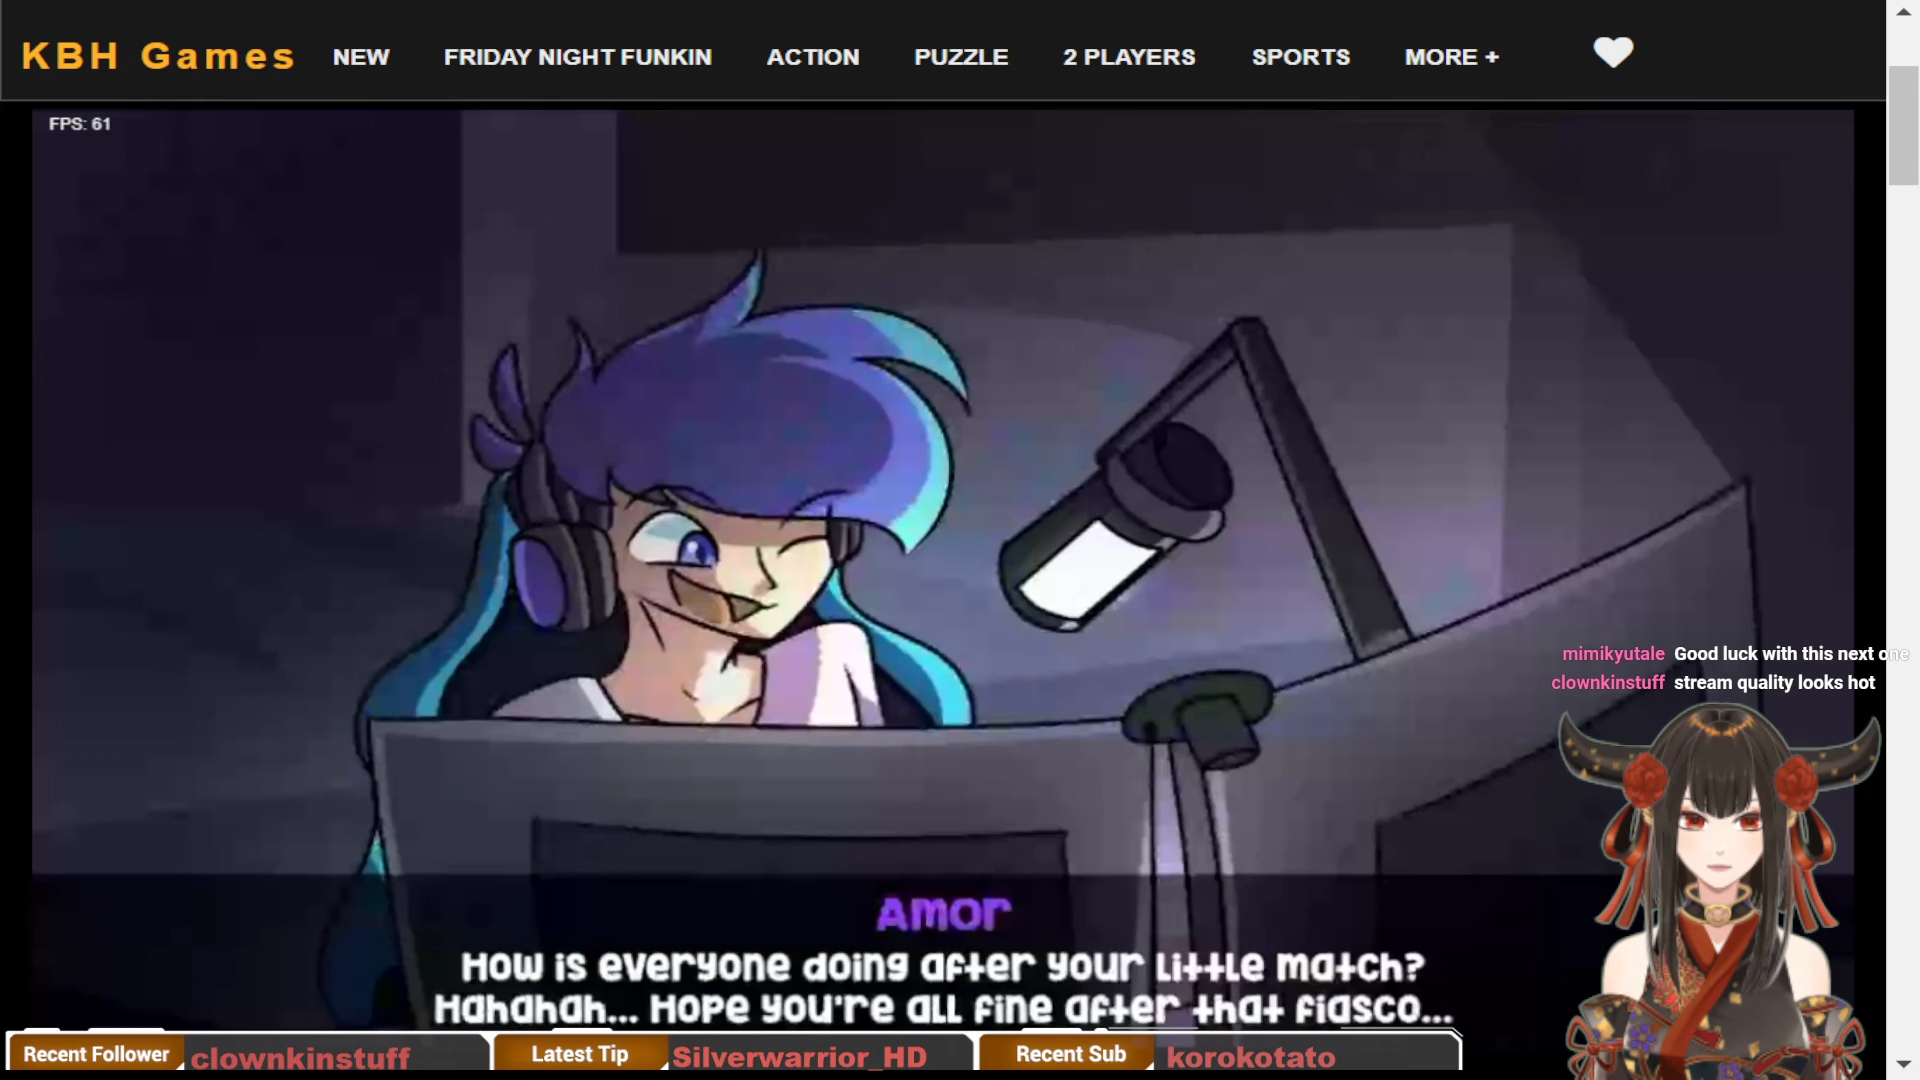 KBH Games NEW FRIDAY NIGHT FUNKIN ACTION PUZZLE 2 PLAYERS SPORTS MORE +
FPS: 61
mimikyutale Good luck with this next one
clownkinstuff stream quality looks hot
Amor
How is everyone doing after your little match?
Hahahah... Hope you're all fine after that fiasco...
Recent Follower clownkinstuff Latest Tip Silverwarrior_HD Recent Sub korokotato